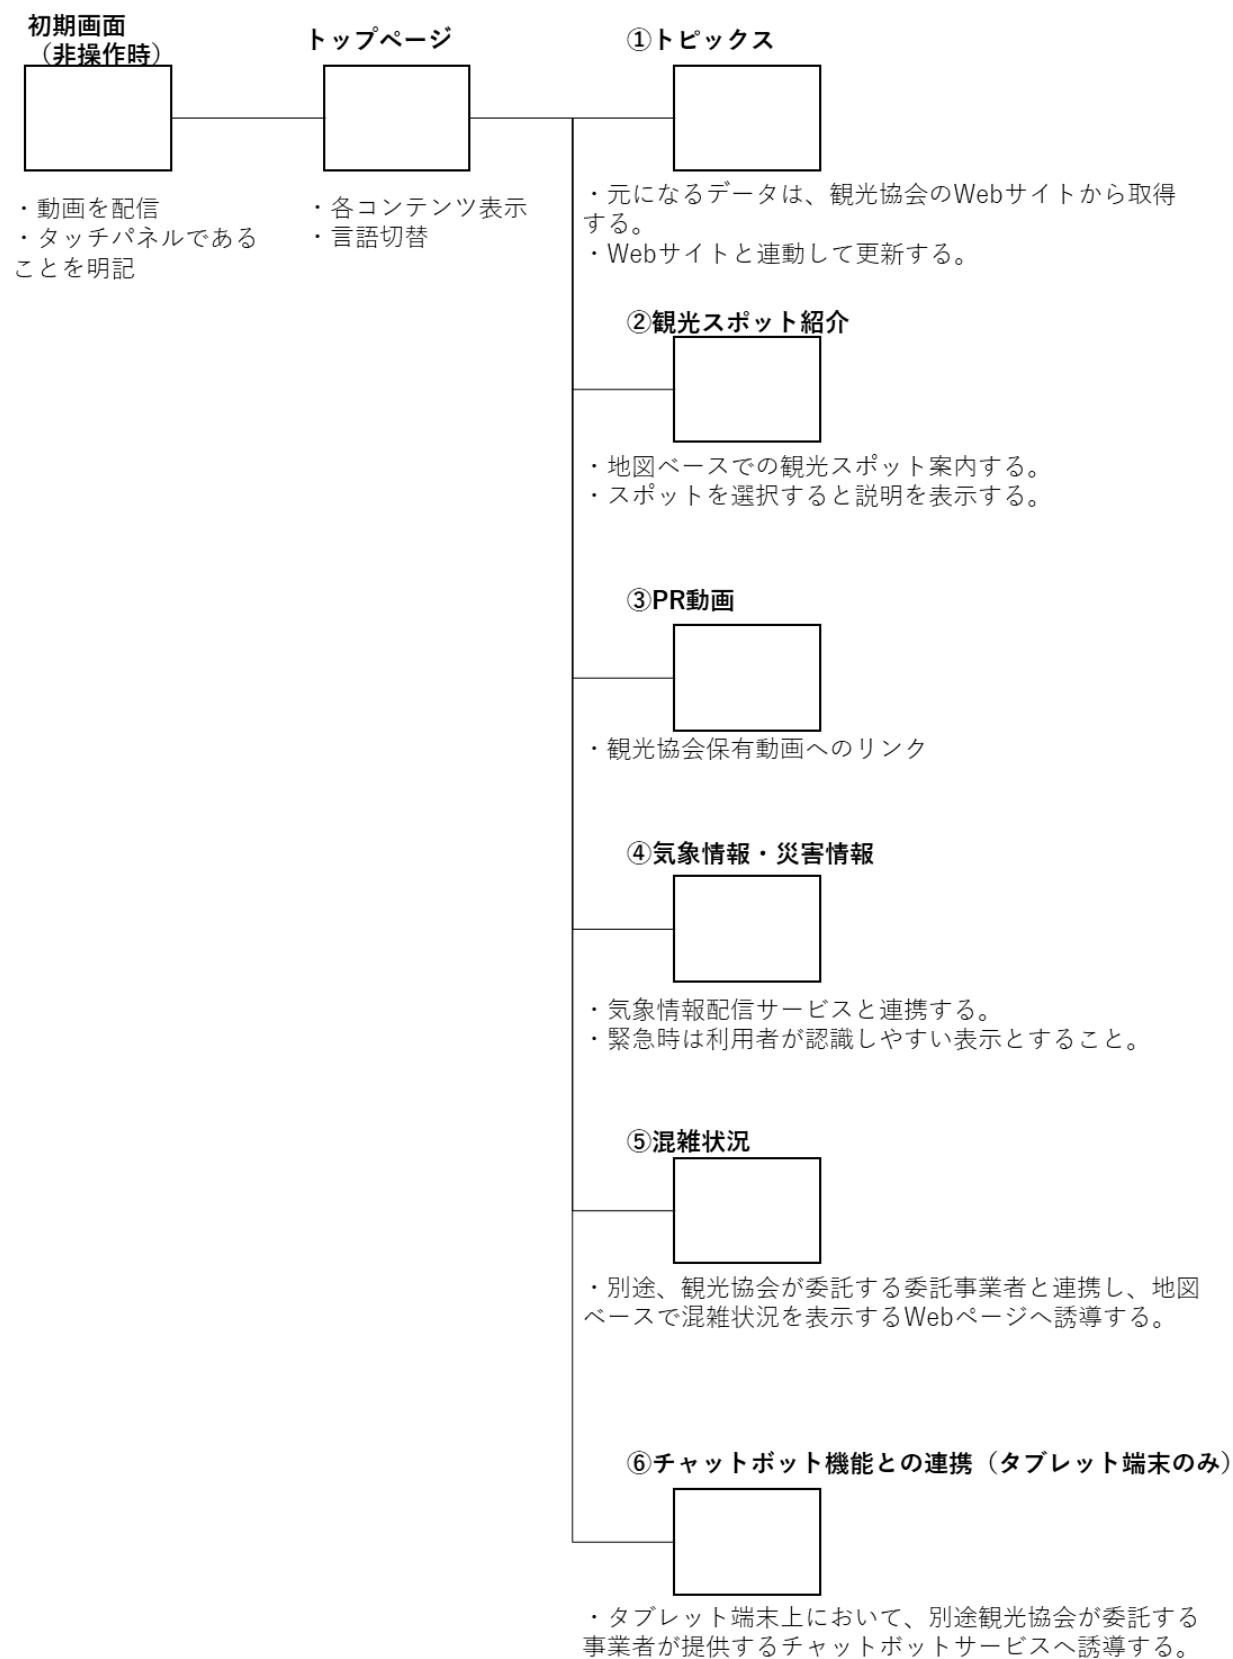 初期画面
（非操作時）
・動画を配信
・タッチパネルである
ことを明記
トップページ
・各コンテンツ表示
・言語切替
①トピックス
・元になるデータは、観光協会のWebサイトから取得
する。
・Webサイトと連動して更新する。
②観光スポット紹介
・地図ベースでの観光スポット案内する。
・スポットを選択すると説明を表示する。
③PR動画
・観光協会保有動画へのリンク
④気象情報・災害情報
・気象情報配信サービスと連携する。
・緊急時は利用者が認識しやすい表示とすること。
⑤混雑状況
・別途、観光協会が委託する委託事業者と連携し、地図
ベースで混雑状況を表示するWebページへ誘導する。
⑥チャットボット機能との連携（タブレット端末のみ）
・タブレット端末上において、別途観光協会が委託する
事業者が提供するチャットボットサービスへ誘導する。